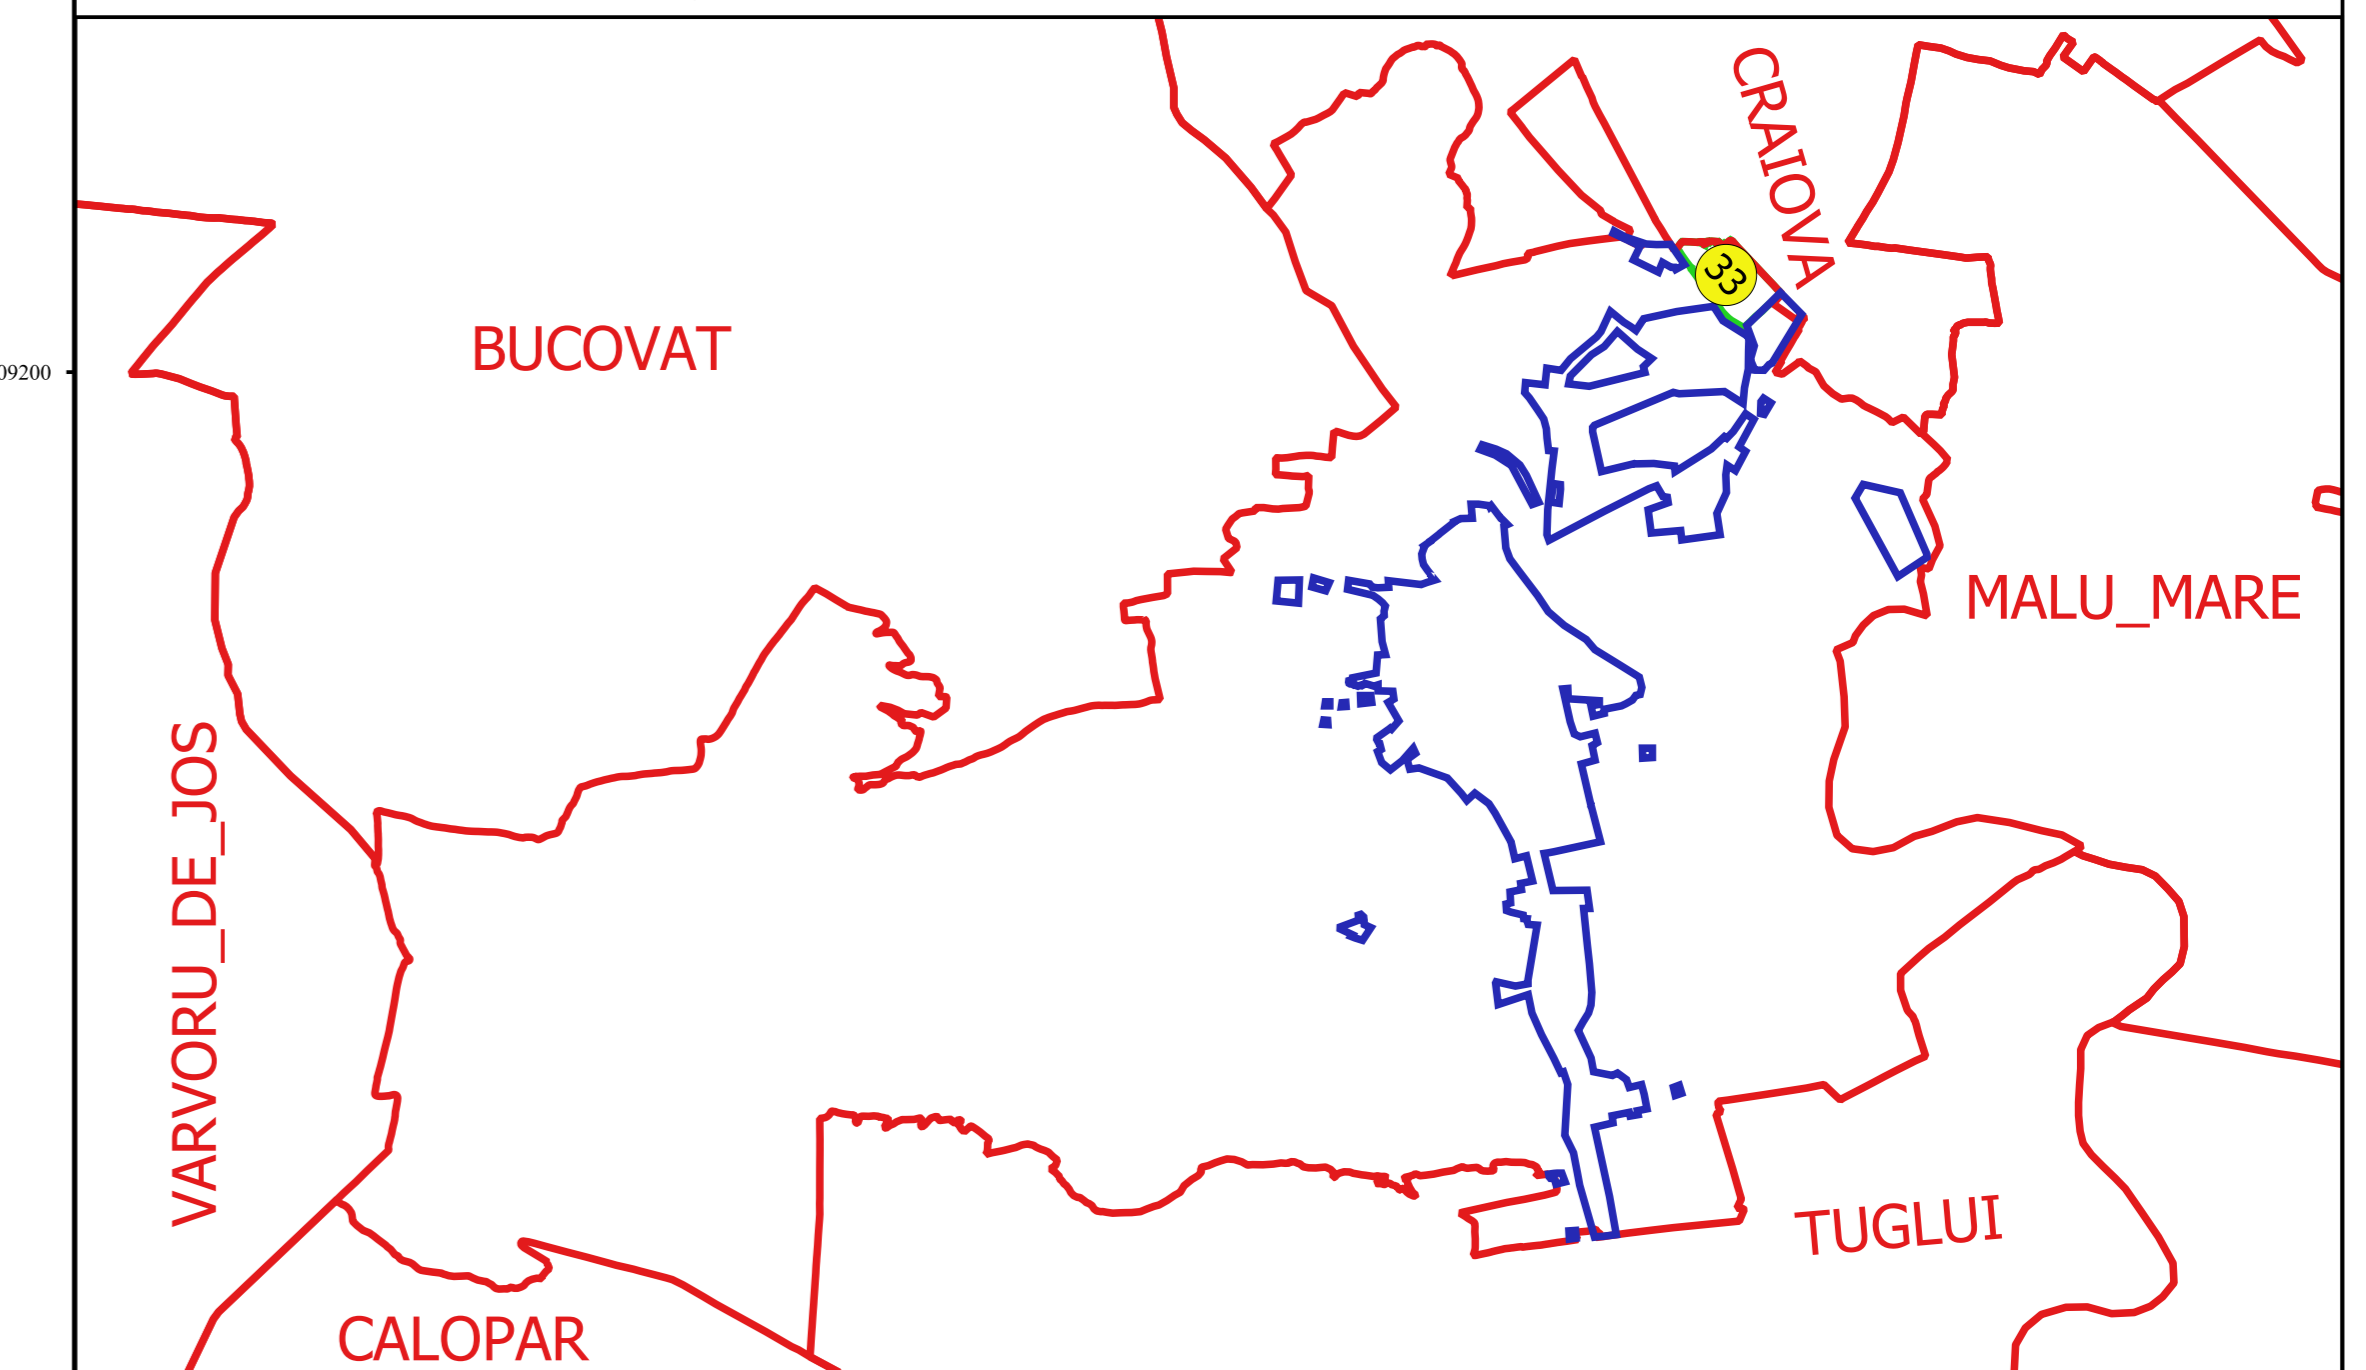 CRAIOVA
33
BUCOVAT
09200
MALU_MARE
VARVORU_DE_JOS
TUGLUI
CALOPAR